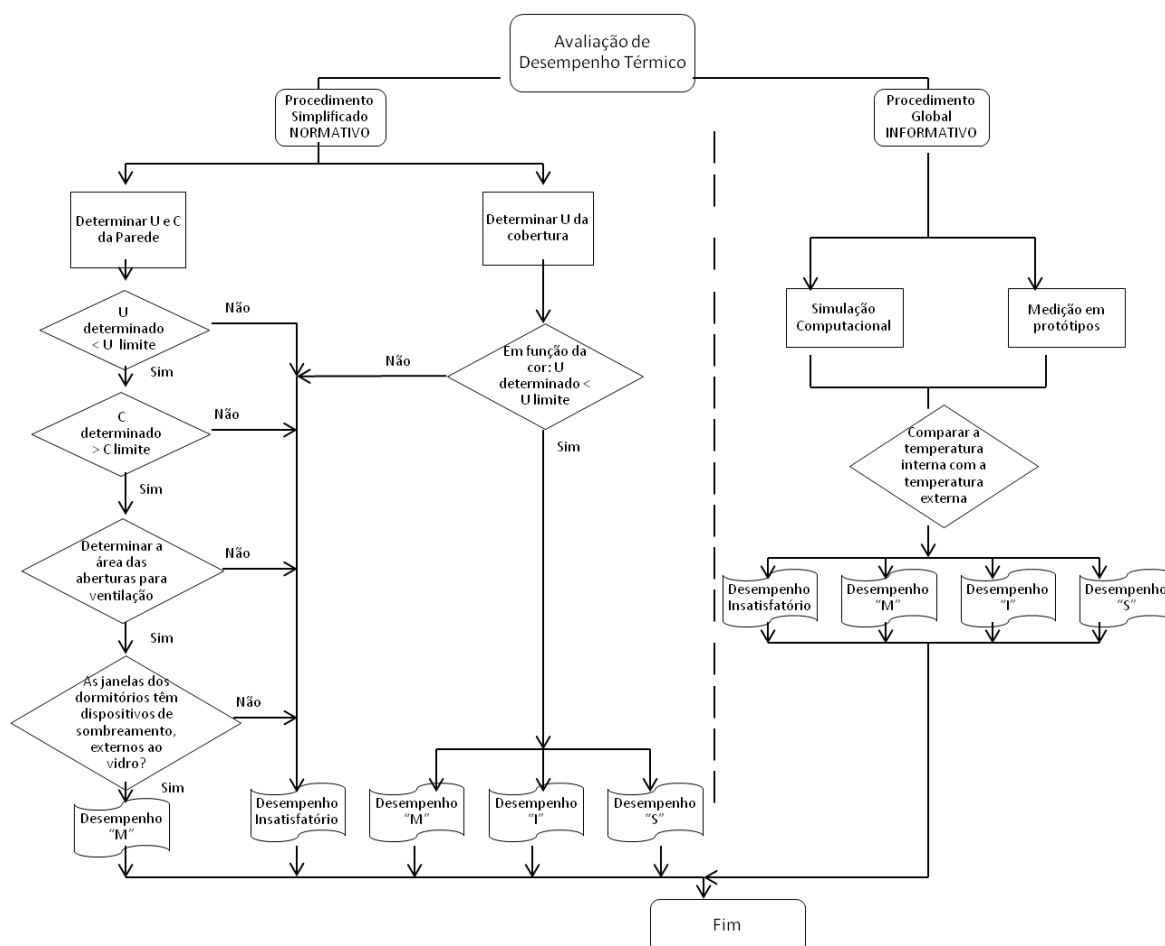 Avaliação de
Desempenho Térmico
Procedimento
Simplificado
NORMATIVO
Procedimento
Global
INFORMATIVO
Determinar U e C
da Parede
Determinar U da
cobertura
U
determinado
< U limite
Não
Sim
Em função da
cor: U
determinado <
U limite
Não
Sim
Simulação
Computacional
Medição em
protótipos
C
determinado
> C limite
Não
Sim
Comparar a
temperatura
interna com a
temperatura
externa
Determinar a
área das
aberturas para
ventilação
Não
Sim
Desempenho
Insatisfatório
Desempenho
"M"
Desempenho
"I"
Desempenho
"S"
As janelas dos
dormitórios têm
dispositivos de
sombreamento,
externos ao
vidro?
Não
Sim
Desempenho
"M"
Desempenho
Insatisfatório
Desempenho
"M"
Desempenho
"I"
Desempenho
"S"
Fim